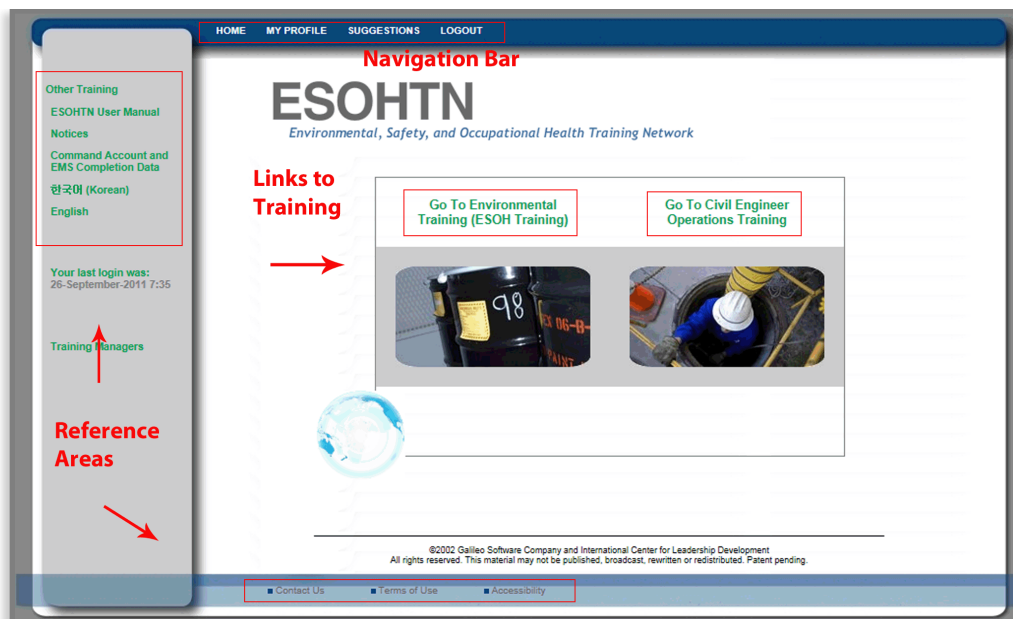 HOME MY PROFILE SUGGESTIONS LOGOUT
Navigation Bar
Other Training
ESOHTN User Manual
Notices
Command Account and
EMS Completion Data
한국어 (Korean)
English
Your last login was:
26-September-2011 7:35
Training Managers
Reference
Areas
ESOHTN
Environmental, Safety, and Occupational Health Training Network
Links to
Training
Go To Environmental
Training (ESOH Training)
Go To Civil Engineer
Operations Training
98
06-B-
PAINT
©2002 Galileo Software Company and International Center for Leadership Development
All rights reserved. This material may not be published, broadcast, rewritten or redistributed. Patent pending.
Contact Us Terms of Use Accessibility